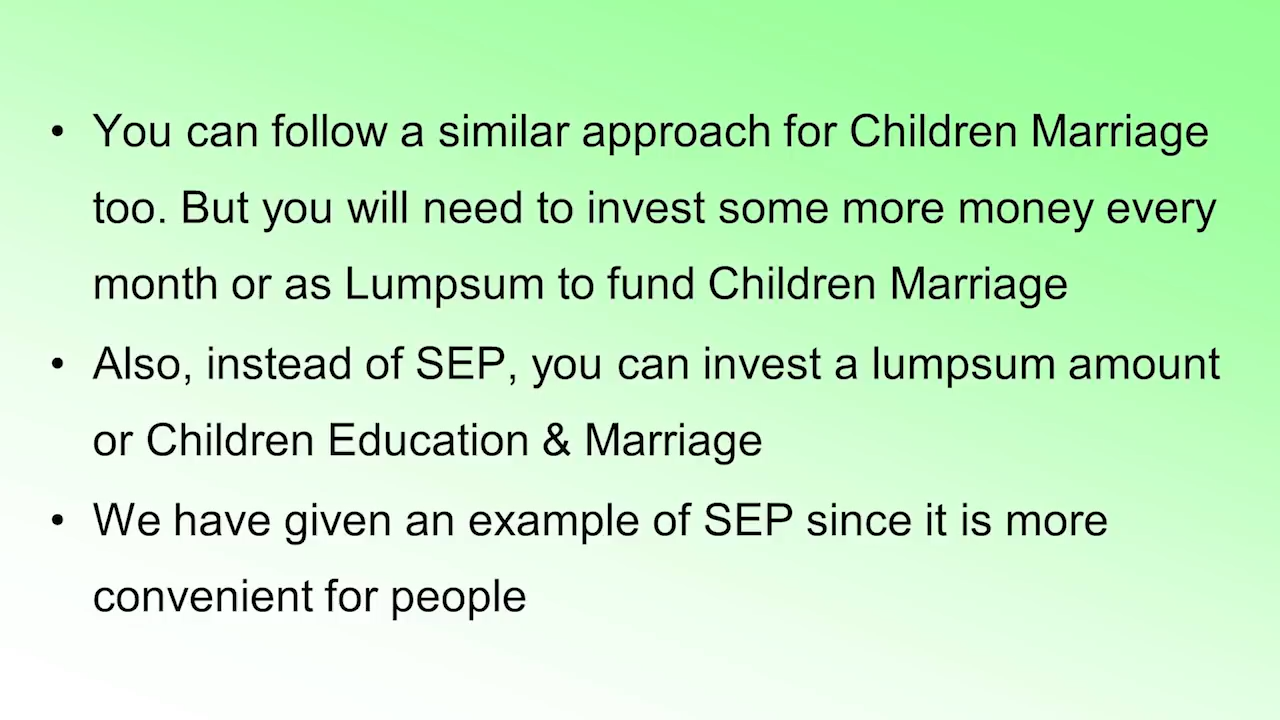 • You can follow a similar approach for Children Marriage
too. But you will need to invest some more money every
month or as Lumpsum to fund Children Marriage
• Also, instead of SEP, you can invest a lumpsum amount
or Children Education & Marriage
• We have given an example of SEP since it is more
convenient for people